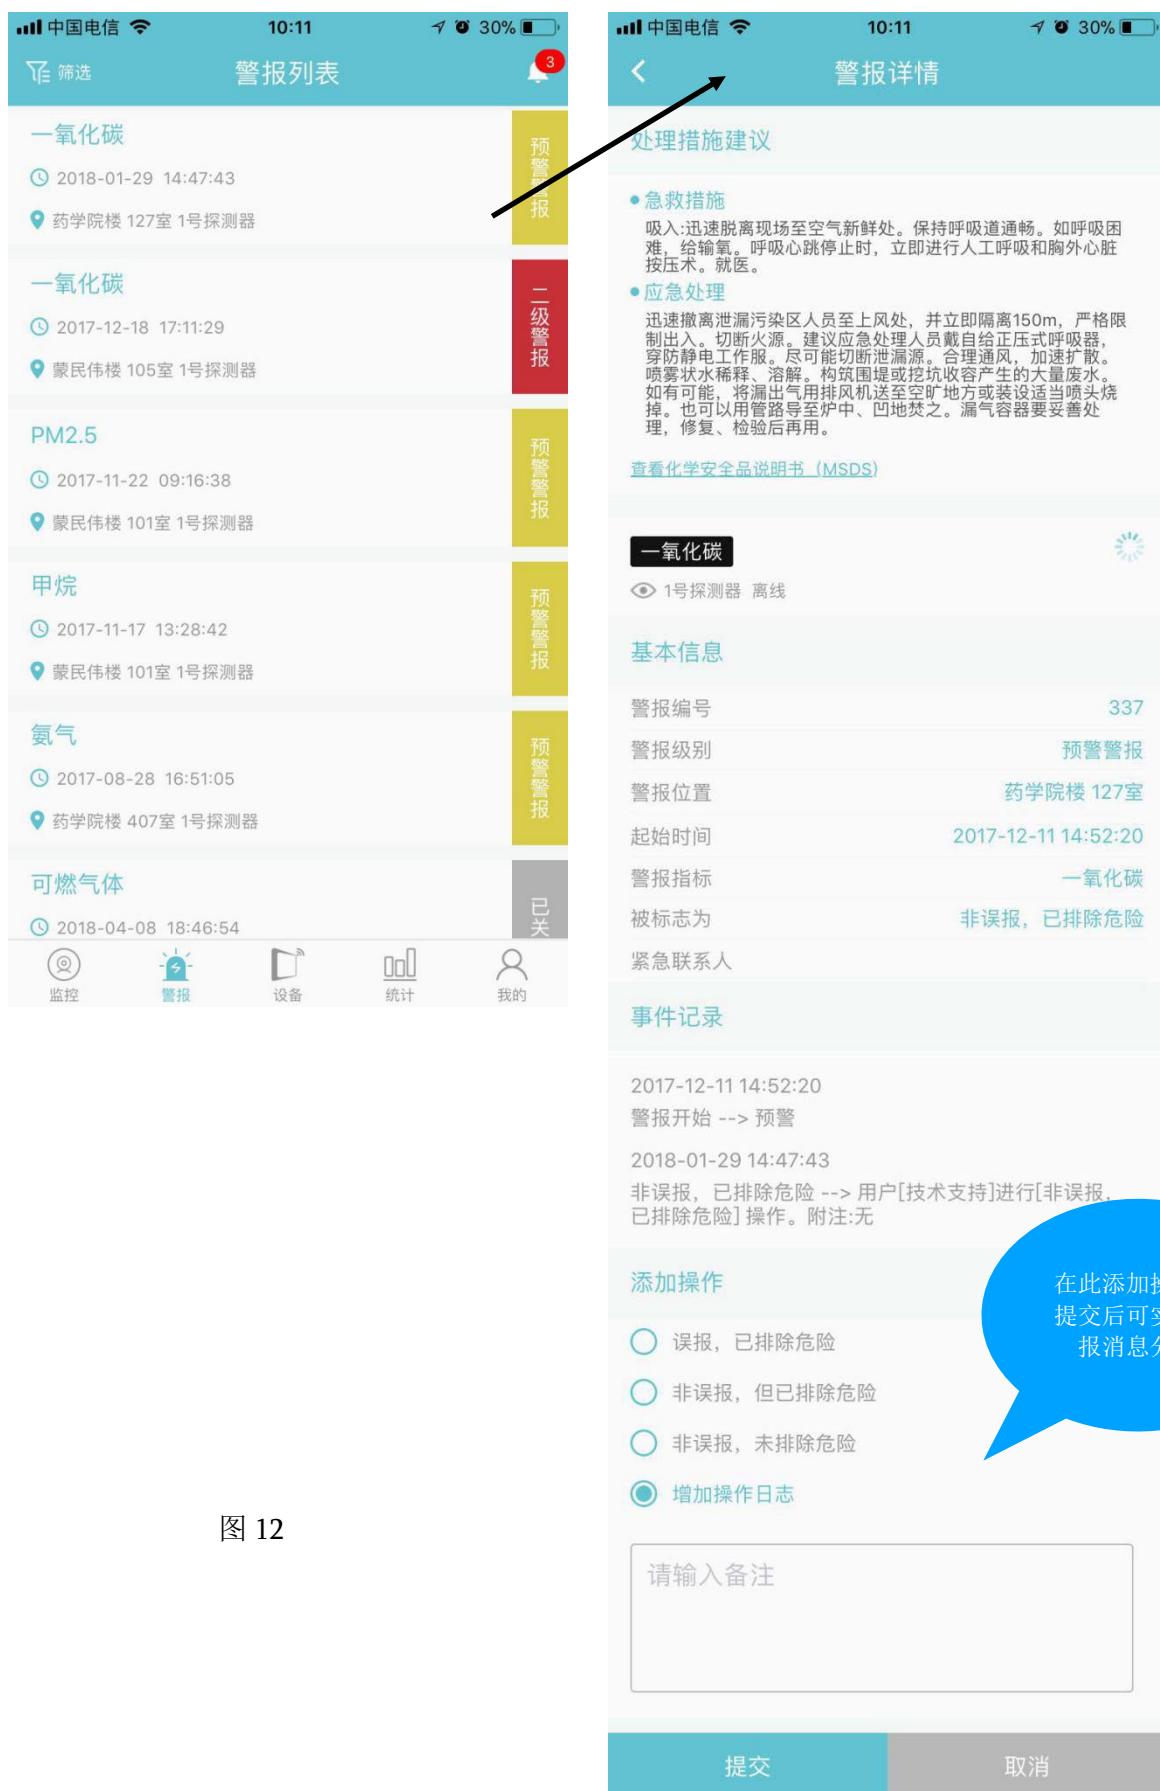 中国电信
10:11
30%
筛选
警报列表
3
一氧化碳
2018-01-29 14:47:43
药学院楼 127室 1号探测器
预警警报
一氧化碳
2017-12-18 17:11:29
蒙民伟楼 105室 1号探测器
二级警报
PM2.5
2017-11-22 09:16:38
蒙民伟楼 101室 1号探测器
预警警报
甲烷
2017-11-17 13:28:42
蒙民伟楼 101室 1号探测器
预警警报
氨气
2017-08-28 16:51:05
药学院楼 407室 1号探测器
预警警报
可燃气体
2018-04-08 18:46:54
已关
监控
警报
设备
统计
我的
图 12
中国电信
10:11
30%
警报详情
处理措施建议
急救措施
吸入:迅速脱离现场至空气新鲜处。保持呼吸道通畅。如呼吸困
难，给输氧。呼吸心跳停止时，立即进行人工呼吸和胸外心脏
按压术。就医。
应急处理
迅速撤离泄漏污染区人员至上风处，并立即隔离150m，严格限
制出入。切断火源。建议应急处理人员戴自给正压式呼吸器，
穿防静电工作服。尽可能切断泄漏源。合理通风，加速扩散。
喷雾状水稀释、溶解。构筑围堤或挖坑收容产生的大量废水。
如有可能，将漏出气用排风机送至空旷地方或装设适当喷头烧
掉。也可以用管路导至炉中、凹地焚之。漏气容器要妥善处
理，修复、检验后再用。
查看化学安全品说明书（MSDS）
一氧化碳
1号探测器 离线
基本信息
警报编号 337
警报级别 预警警报
警报位置 药学院楼 127室
起始时间 2017-12-11 14:52:20
警报指标 一氧化碳
被标志为 非误报，已排除危险
紧急联系人
事件记录
2017-12-11 14:52:20
警报开始 --> 预警
2018-01-29 14:47:43
非误报，已排除危险 --> 用户[技术支持]进行[非误报，
已排除危险] 操作。附注:无
添加操作
在此添加操
提交后可实
报消息分
误报，已排除危险
非误报，但已排除危险
非误报，未排除危险
增加操作日志
请输入备注
提交
取消